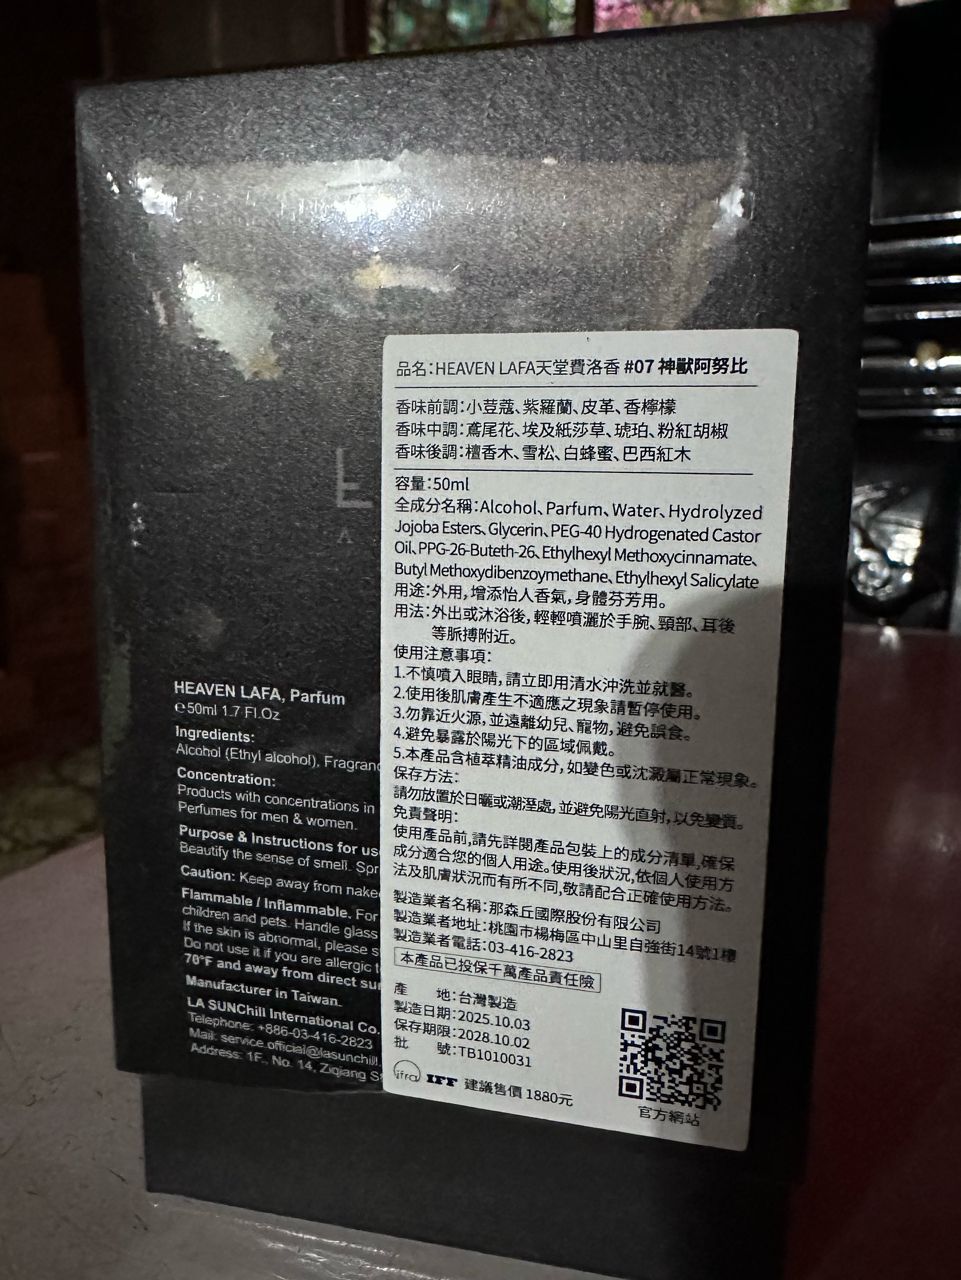 品名:HEAVEN LAFA天堂費洛香 #07 神獸阿努比
香味前調:小荳蔻、紫羅蘭、皮革、香檸檬
香味中調:鳶尾花、埃及紙莎草、琥珀、粉紅胡椒
香味後調:檀香木、雪松、白蜂蜜、巴西紅木
容量:50ml
全成分名稱:Alcohol、Parfum、Water、Hydrolyzed
Jojoba Esters、Glycerin、PEG-40 Hydrogenated Castor
Oil、PPG-26-Buteth-26、Ethylhexyl Methoxycinnamate、
Butyl Methoxydibenzoymethane、Ethylhexyl Salicylate
用途:外用,增添怡人香氣,身體芬芳用。
用法:外出或沐浴後,輕輕噴灑於手腕、頸部、耳後
等脈搏附近。
使用注意事項:
1.不慎噴入眼睛,請立即用清水沖洗並就醫。
2.使用後肌膚產生不適應之現象請暫停使用。
3.勿靠近火源,並遠離幼兒、寵物,避免誤食。
4.避免暴露於陽光下的區域佩戴。
5.本產品含植萃精油成分,如變色或沈澱屬正常現象。
保存方法:
請勿放置於日曬或潮溼處,並避免陽光直射,以免變質。
免責聲明:
使用產品前,請先詳閱產品包裝上的成分清單,確保
成分適合您的個人用途。使用後狀況,依個人使用方
法及肌膚狀況而有所不同,敬請配合正確使用方法。
製造業者名稱:那森丘國際股份有限公司
製造業者地址:桃園市楊梅區中山里自強街14號1樓
製造業者電話:03-416-2823
本產品已投保千萬產品責任險
產 地:台灣製造
製造日期:2025.10.03
保存期限:2028.10.02
批 號:TB1010031
ifra IFF 建議售價 1880元
官方網站
HEAVEN LAFA, Parfum
℮50ml 1.7 Fl.Oz
Ingredients:
Alcohol (Ethyl alcohol), Fragranc
Concentration:
Products with concentrations in
Perfumes for men & women.
Purpose & Instructions for us
Beautify the sense of smell. Spr
Caution: Keep away from nake
Flammable / Inflammable. For
children and pets. Handle glass
If the skin is abnormal, please s
Do not use it if you are allergic t
70°F and away from direct su
Manufacturer in Taiwan.
LA SUNChill International Co.
Telephone: +886-03-416-2823
Mail: service.official@lasunchill
Address: 1F., No. 14, Ziqiang S